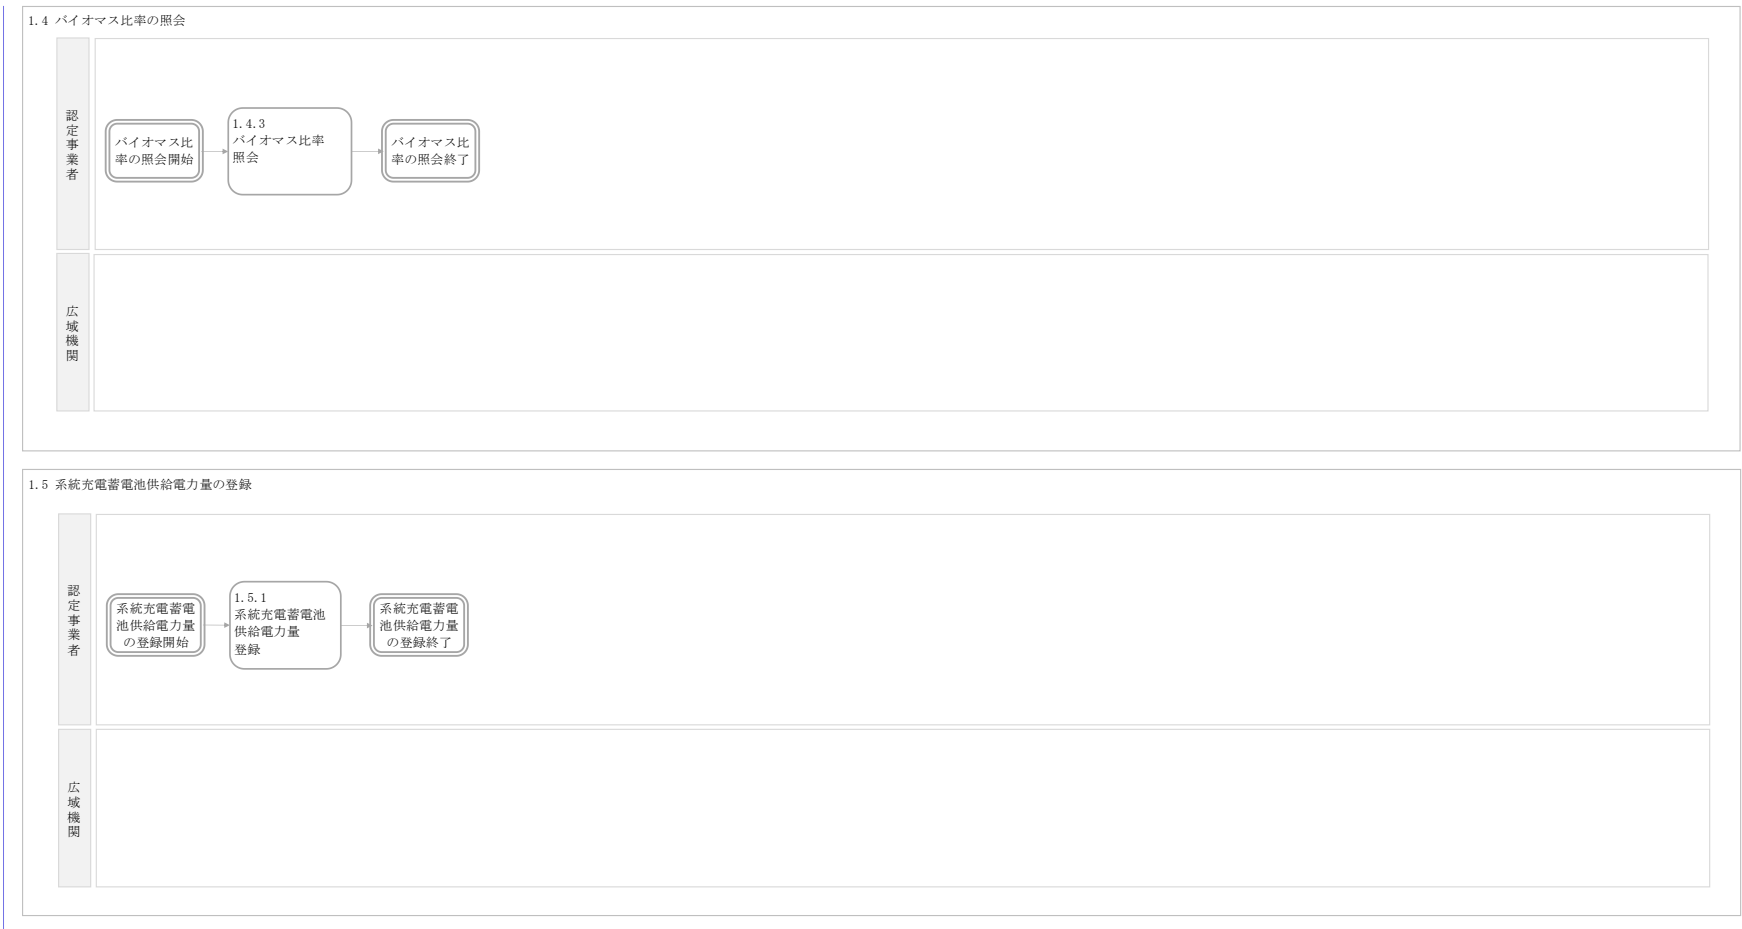 1.4 バイオマス比率の照会
認定事業者
バイオマス比
率の照会開始
1.4.3
バイオマス比率
照会
バイオマス比
率の照会終了
広域機関
1.5 系統充電蓄電池供給電力量の登録
認定事業者
系統充電蓄電
池供給電力量
の登録開始
1.5.1
系統充電蓄電池
供給電力量
登録
系統充電蓄電
池供給電力量
の登録終了
広域機関